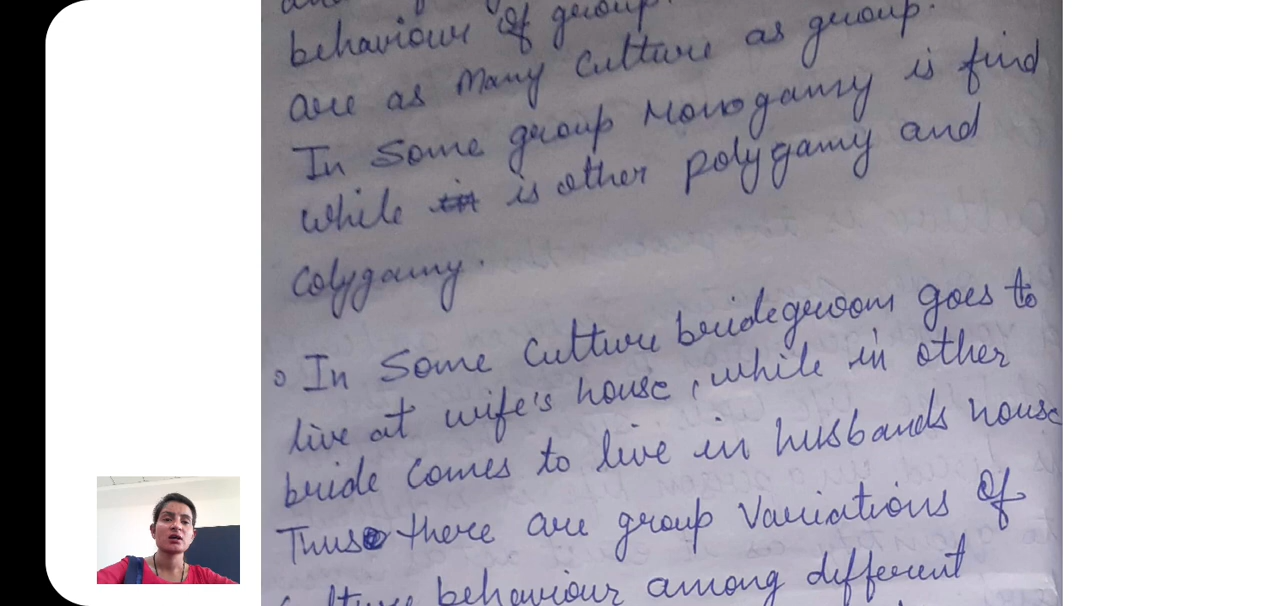 behaviour of group.
are as Many Culture as group.
In Some group Monogamy is find
while is other polygamy and
Colygamy.
In Some Culture bridegroom goes to
live at wife's house, while in other
bride Comes to live in husbands house
Thus there are group Variations of
behaviour among different